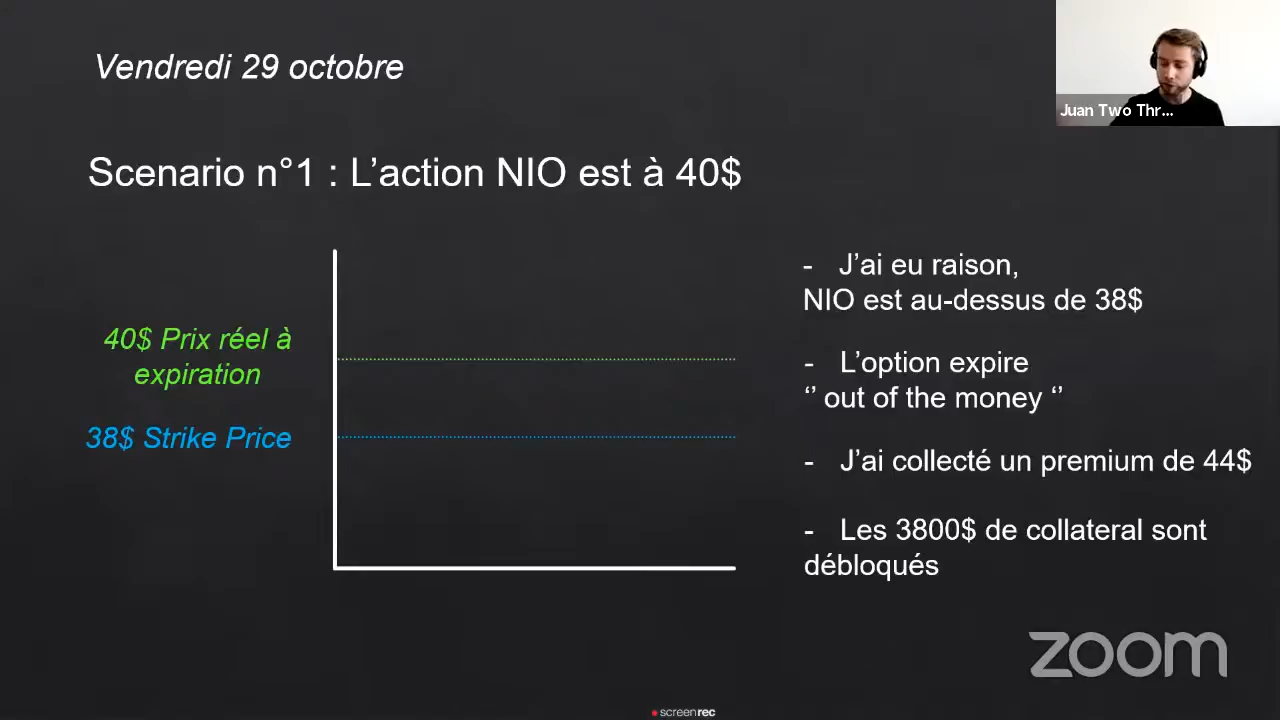 Vendredi 29 octobre
Juan Two Thr...
Scenario n°1 : L’action NIO est à 40$
40$ Prix réel à
expiration
38$ Strike Price
- J’ai eu raison,
NIO est au-dessus de 38$
- L’option expire
‘’ out of the money ‘’
- J’ai collecté un premium de 44$
- Les 3800$ de collateral sont
débloqués
zoom
screenrec